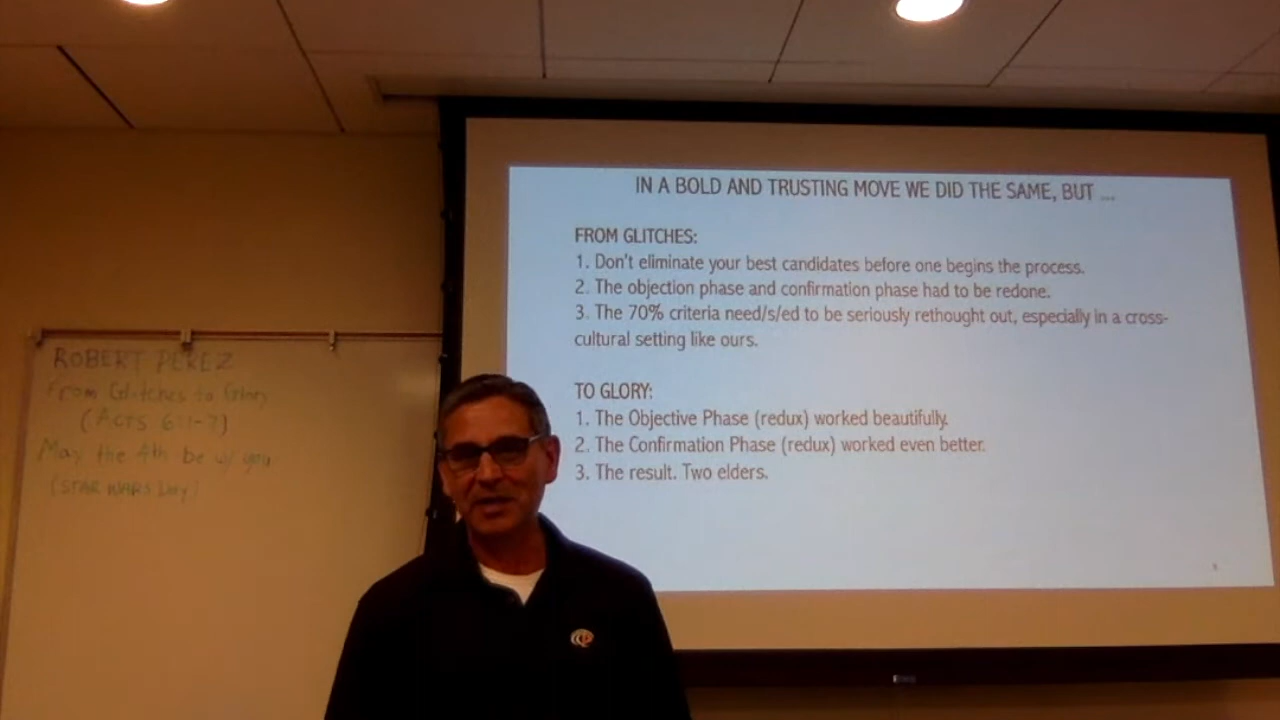 ROBERT PEREZ
From Glitches to Glory
(ACTS 6:1-7)
May the 4th be w/ you
(STAR WARS Day)
IN A BOLD AND TRUSTING MOVE WE DID THE SAME, BUT ...
FROM GLITCHES:
1. Don't eliminate your best candidates before one begins the process.
2. The objection phase and confirmation phase had to be redone.
3. The 70% criteria need/s/ed to be seriously rethought out, especially in a cross-
cultural setting like ours.
TO GLORY:
1. The Objective Phase (redux) worked beautifully.
2. The Confirmation Phase (redux) worked even better.
3. The result. Two elders.